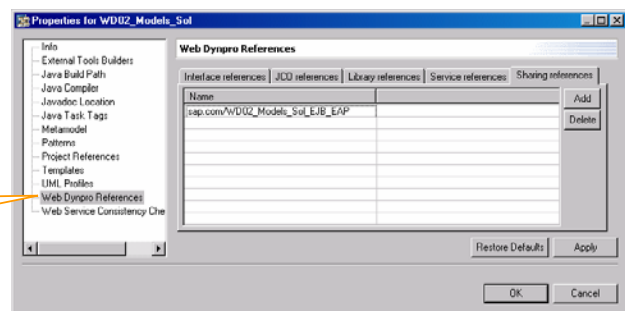 Properties for WD02_Models_Sol
Info
External Tools Builders
Java Build Path
Java Compiler
Javadoc Location
Java Task Tags
Metamodel
Patterns
Project References
Templates
UML Profiles
Web Dynpro References
Web Service Consistency Che
Web Dynpro References
Interface references JCO references Library references Service references Sharing references
Name
sap.com/WD02_Models_Sol_EJB_EAP
Add
Delete
Restore Defaults Apply
OK Cancel